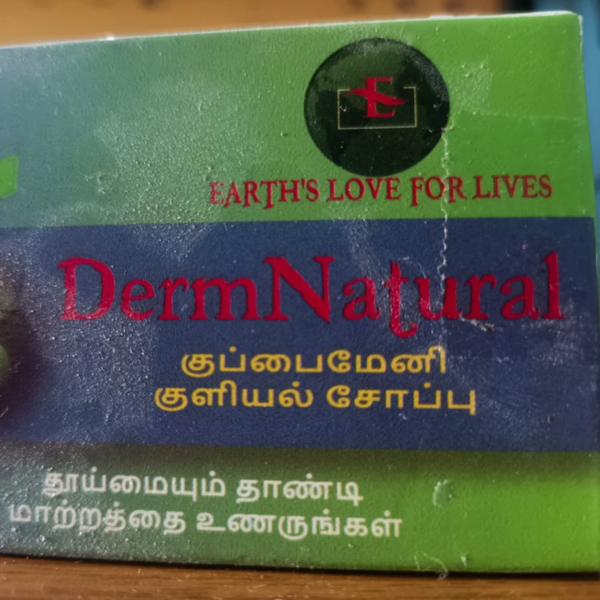 E
EARTH'S LOVE FOR LIVES
DermNatural
குப்பைமேனி
குளியல் சோப்பு
தூய்மையும் தாண்டி
மாற்றத்தை உணருங்கள்